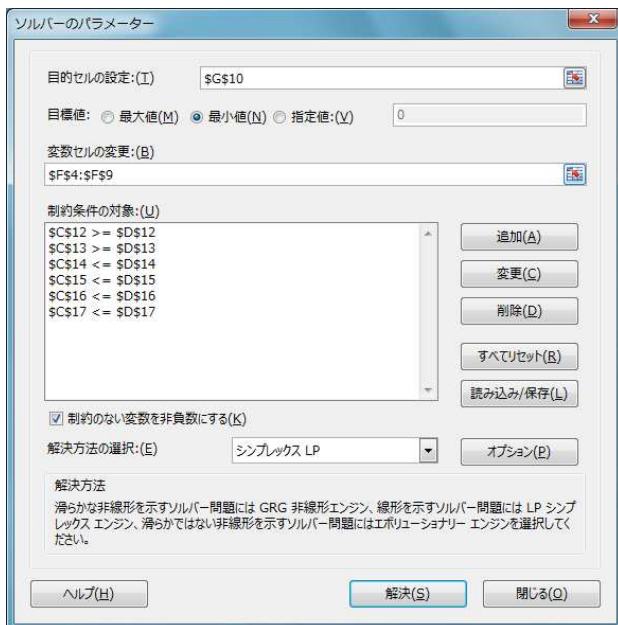 ソルバーのパラメーター
目的セルの設定:(T)
$G$10
目標値:
最大値(M)
最小値(N)
指定値:(V)
0
変数セルの変更:(B)
$F$4:$F$9
制約条件の対象:(U)
$C$12 >= $D$12
$C$13 >= $D$13
$C$14 <= $D$14
$C$15 <= $D$15
$C$16 <= $D$16
$C$17 <= $D$17
追加(A)
変更(C)
削除(D)
すべてリセット(R)
読み込み/保存(L)
制約のない変数を非負数にする(K)
解決方法の選択:(E)
シンプレックス LP
オプション(P)
解決方法
滑らかな非線形を示すソルバー問題には GRG 非線形エンジン、線形を示すソルバー問題には LP シンプ
レックス エンジン、滑らかではない非線形を示すソルバー問題にはエボリューショナリー エンジンを選択してく
ださい。
ヘルプ(H)
解決(S)
閉じる(O)